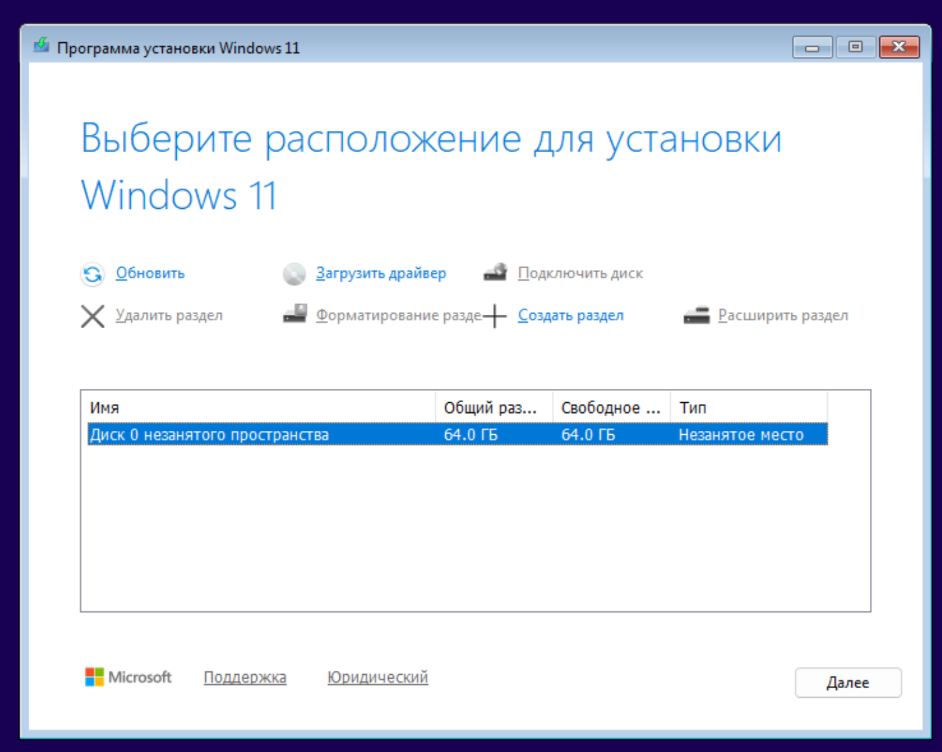 Программа установки Windows 11
Выберите расположение для установки
Windows 11
Обновить Загрузить драйвер Подключить диск
Удалить раздел Форматирование разде Создать раздел Расширить раздел
Имя Общий раз... Свободное ... Тип
Диск 0 незанятого пространства 64.0 ГБ 64.0 ГБ Незанятое место
Microsoft Поддержка Юридический Далее